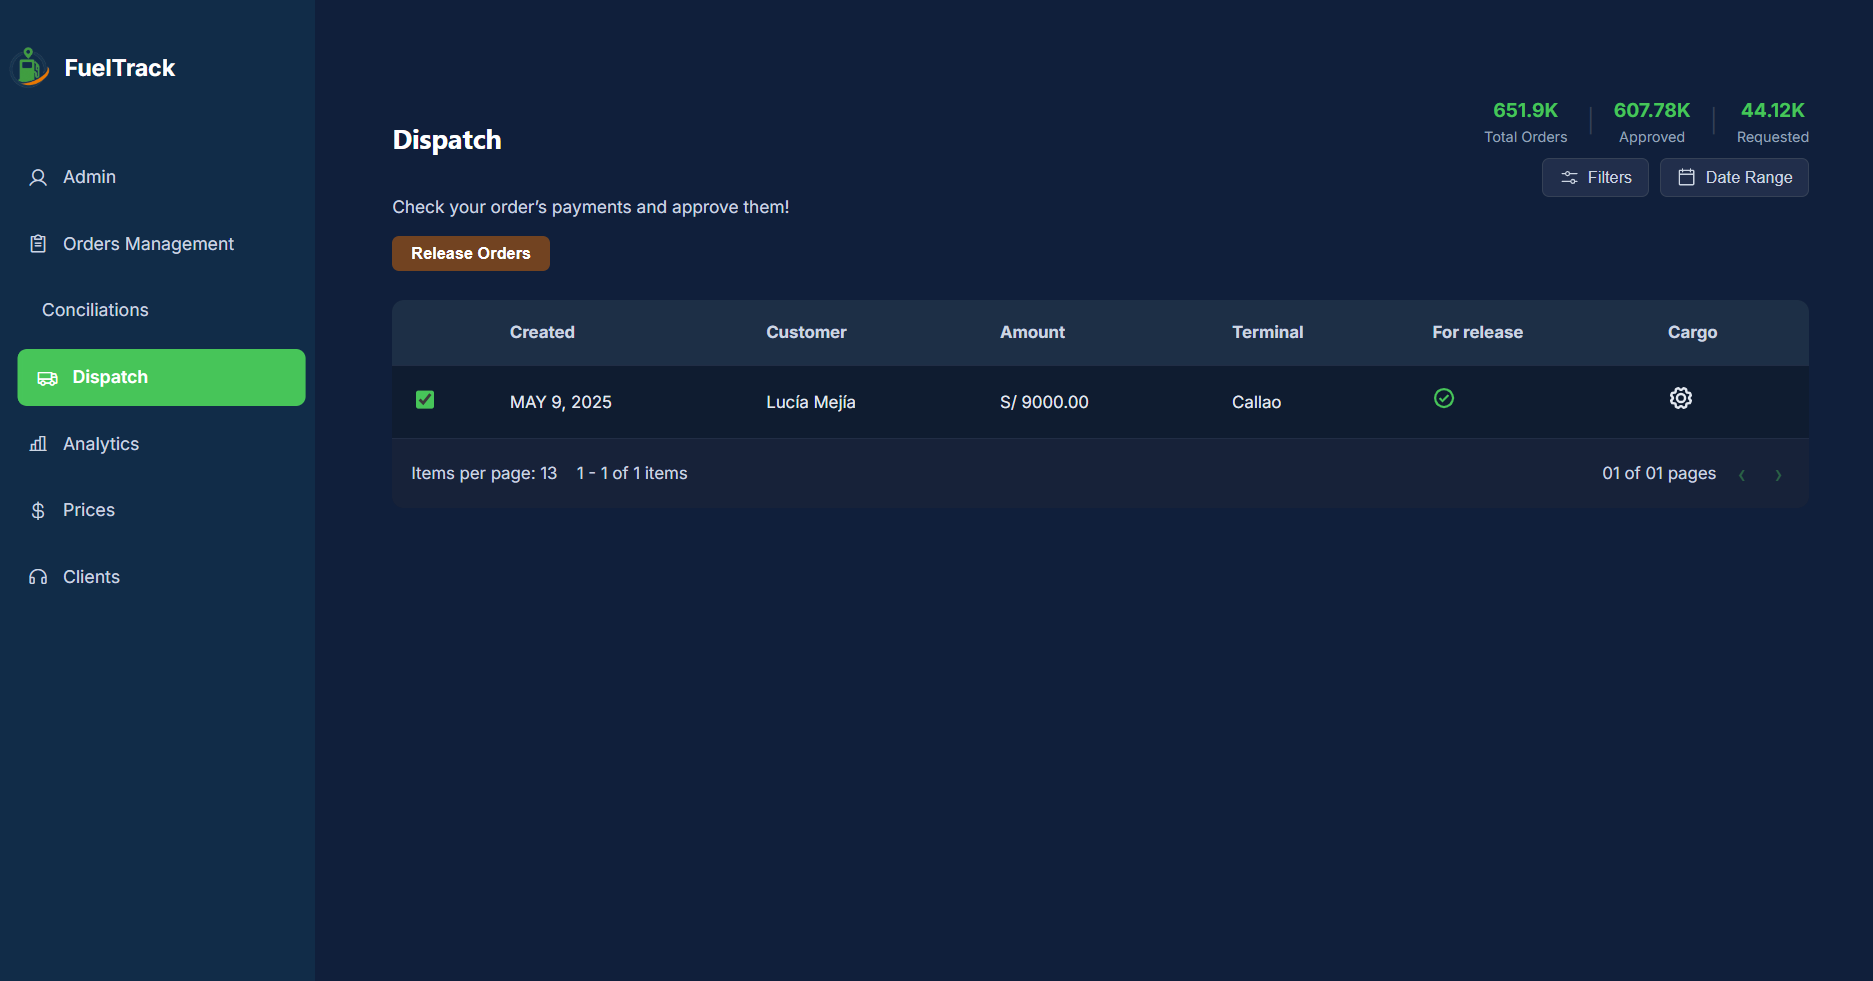 FuelTrack
Admin
Orders Management
Conciliations
Dispatch
Analytics
Prices
Clients
Dispatch
651.9K 607.78K 44.12K
Total Orders Approved Requested
Filters Date Range
Check your order’s payments and approve them!
Release Orders
Created Customer Amount Terminal For release Cargo
MAY 9, 2025 Lucía Mejía S/ 9000.00 Callao
Items per page: 13 1 - 1 of 1 items 01 of 01 pages